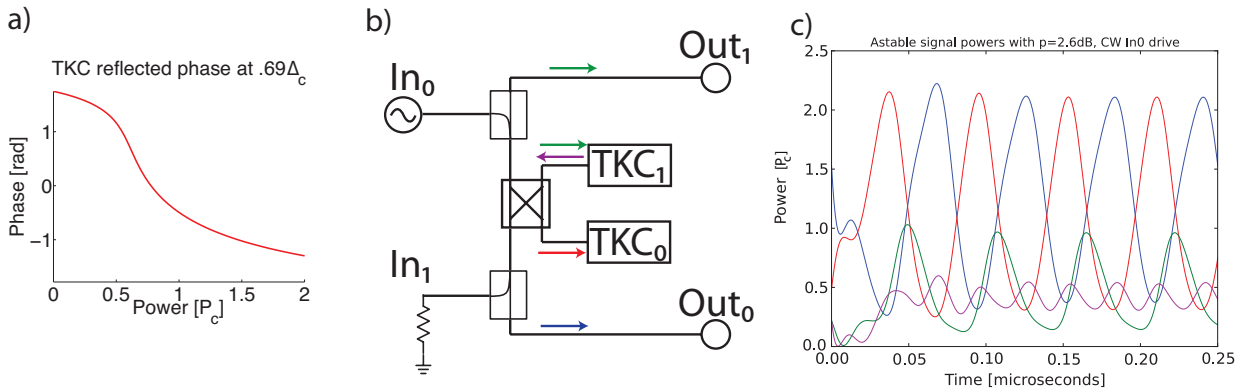 a)
TKC reflected phase at .69Δc
Phase [rad]
1
0
−1
0
0.5
1
1.5
2
Power [Pc]
b)
In0
Out1
TKC1
TKC0
In1
Out0
c)
Astable signal powers with p=2.6dB, CW In0 drive
Power [Pc]
2.5
2.0
1.5
1.0
0.5
0.0
0.00
0.05
0.10
0.15
0.20
0.25
Time [microseconds]